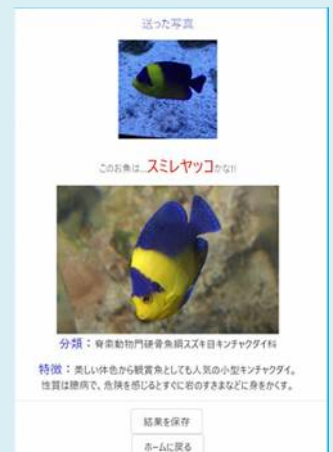 送った写真
このお魚は...スミレヤッコかな!!
分類：脊索動物門硬骨魚綱スズキ目キンチャクダイ科
特徴：美しい体色から観賞魚としても人気の小型キンチャクダイ。
性質は臆病で、危険を感じるとすぐに岩のすきまなどに身をかくす。
結果を保存
ホームに戻る